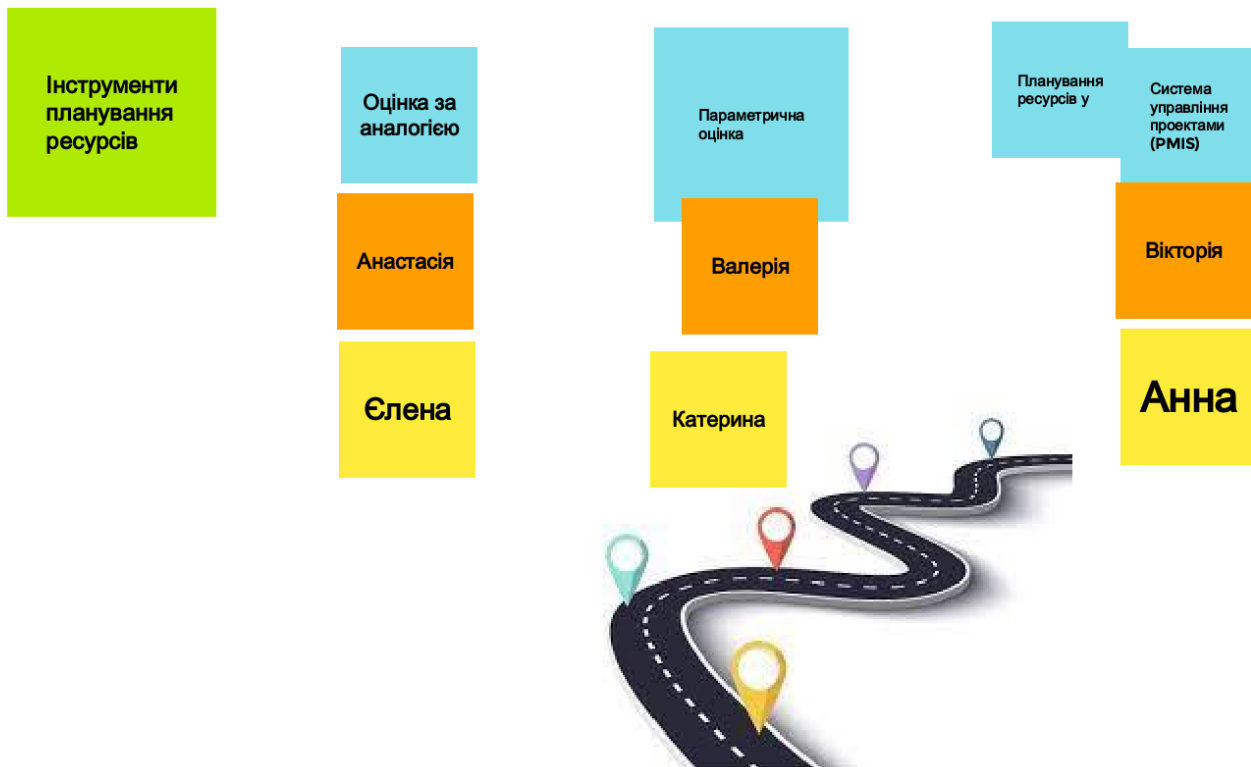 Інструменти
планування
ресурсів
Оцінка за
аналогією
Параметрична
оцінка
Планування
ресурсів у
Система
управління
проектами
(PMIS)
Анастасія
Валерія
Вікторія
Єлена
Катерина
Анна